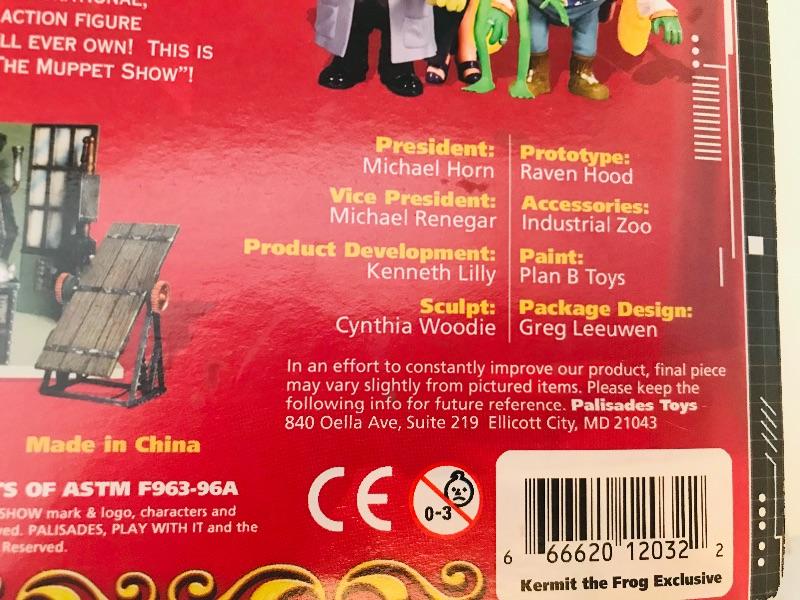 ACTION FIGURE
LL EVER OWN! THIS IS
THE MUPPET SHOW"!
President:
Michael Horn
Vice President:
Michael Renegar
Product Development:
Kenneth Lilly
Sculpt:
Cynthia Woodie
Prototype:
Raven Hood
Accessories:
Industrial Zoo
Paint:
Plan B Toys
Package Design:
Greg Leeuwen
In an effort to constantly improve our product, final piece
may vary slightly from pictured items. Please keep the
following info for future reference. Palisades Toys
840 Oella Ave, Suite 219 Ellicott City, MD 21043
Made in China
TS OF ASTM F963-96A
SHOW mark & logo, characters and
ved. PALISADES, PLAY WITH IT and the
Reserved.
CE
0-3
6 66620 12032 2
Kermit the Frog Exclusive